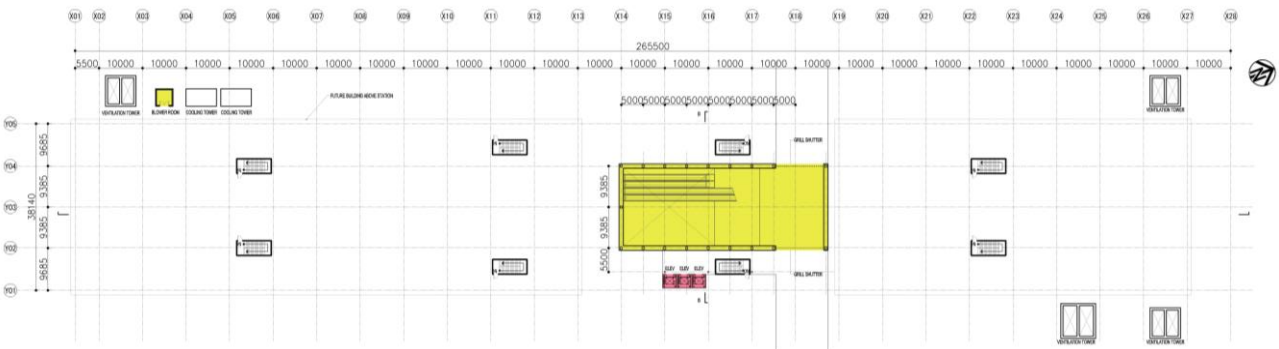 X01 X02 X03 X04 X05 X06 X07 X08 X09 X10 X11 X12 X13 X14 X15 X16 X17 X18 X19 X20 X21 X22 X23 X24 X25 X26 X27 X28
265500
5500 10000 10000 10000 10000 10000 10000 10000 10000 10000 10000 10000 10000 10000 10000 10000 10000 10000 10000 10000 10000 10000 10000 10000 10000 10000 10000
VENTILATION TOWER BLOWER ROOM COOLING TOWER COOLING TOWER
FUTURE BUILDING ABOVE STATION
5000 5000 5000 5000 5000 5000 5000 5000
VENTILATION TOWER
Y05
9685
GRILL SHUTTER
Y04
9385
9385
Y03
38140
9385
9385
Y02
9685
5500
ELEV ELEV ELEV
GRILL SHUTTER
Y01
VENTILATION TOWER VENTILATION TOWER